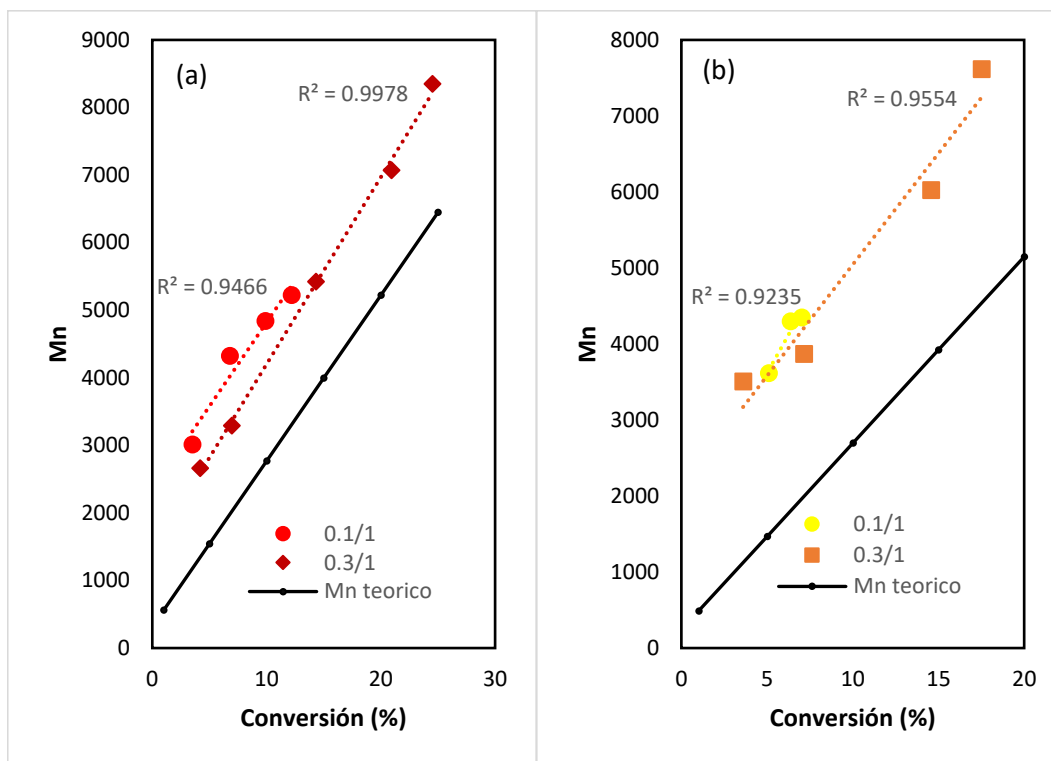 (a)
R² = 0.9978
R² = 0.9466
Mn
9000
8000
7000
6000
5000
4000
3000
2000
1000
0
0 10 20 30
0.1/1
0.3/1
Mn teorico
Conversión (%)
(b)
R² = 0.9554
R² = 0.9235
Mn
8000
7000
6000
5000
4000
3000
2000
1000
0
0 5 10 15 20
0.1/1
0.3/1
Mn teorico
Conversión (%)